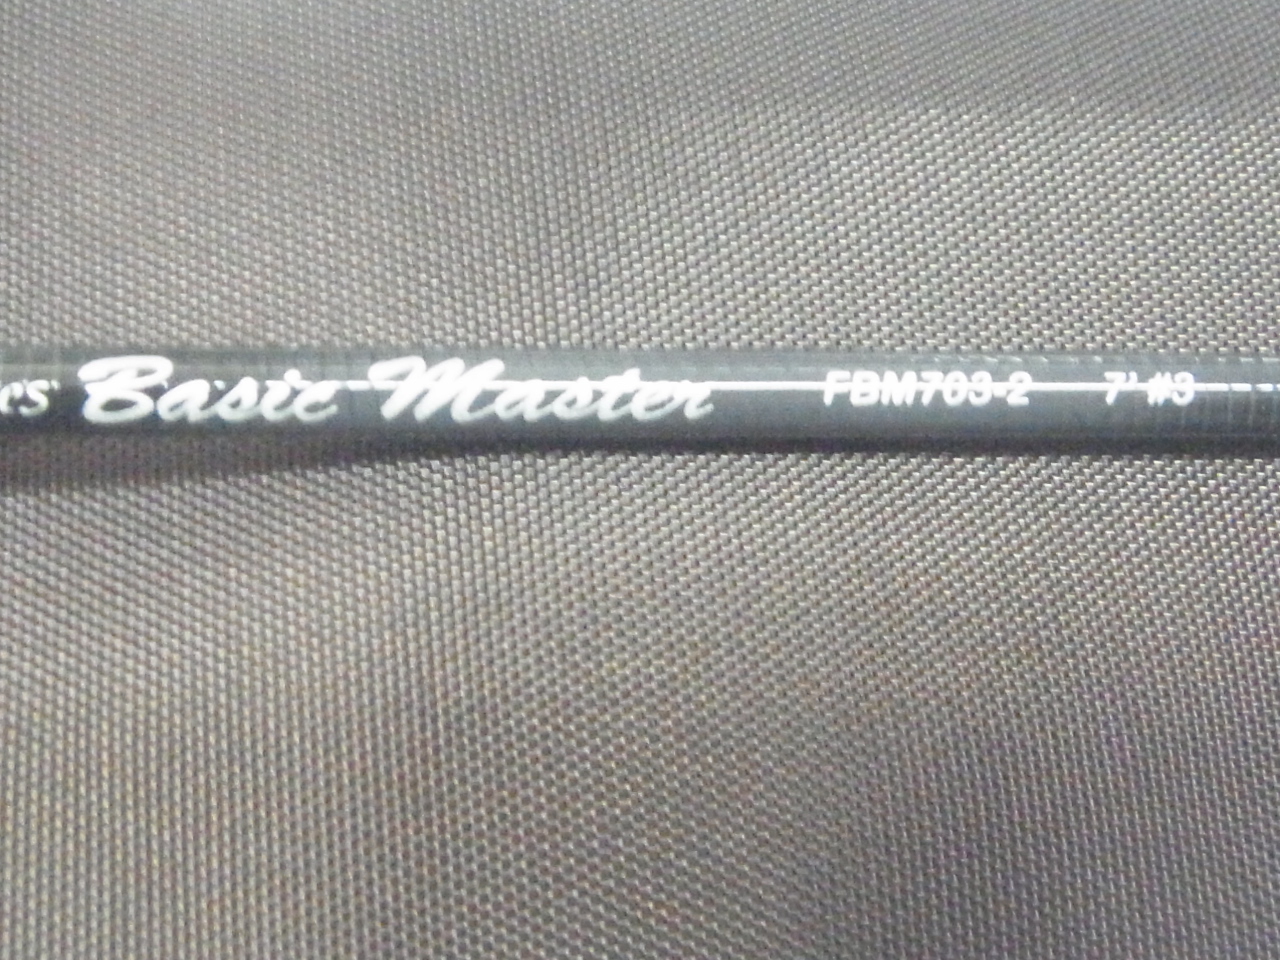 Basic Master FBM703-2 7' #3